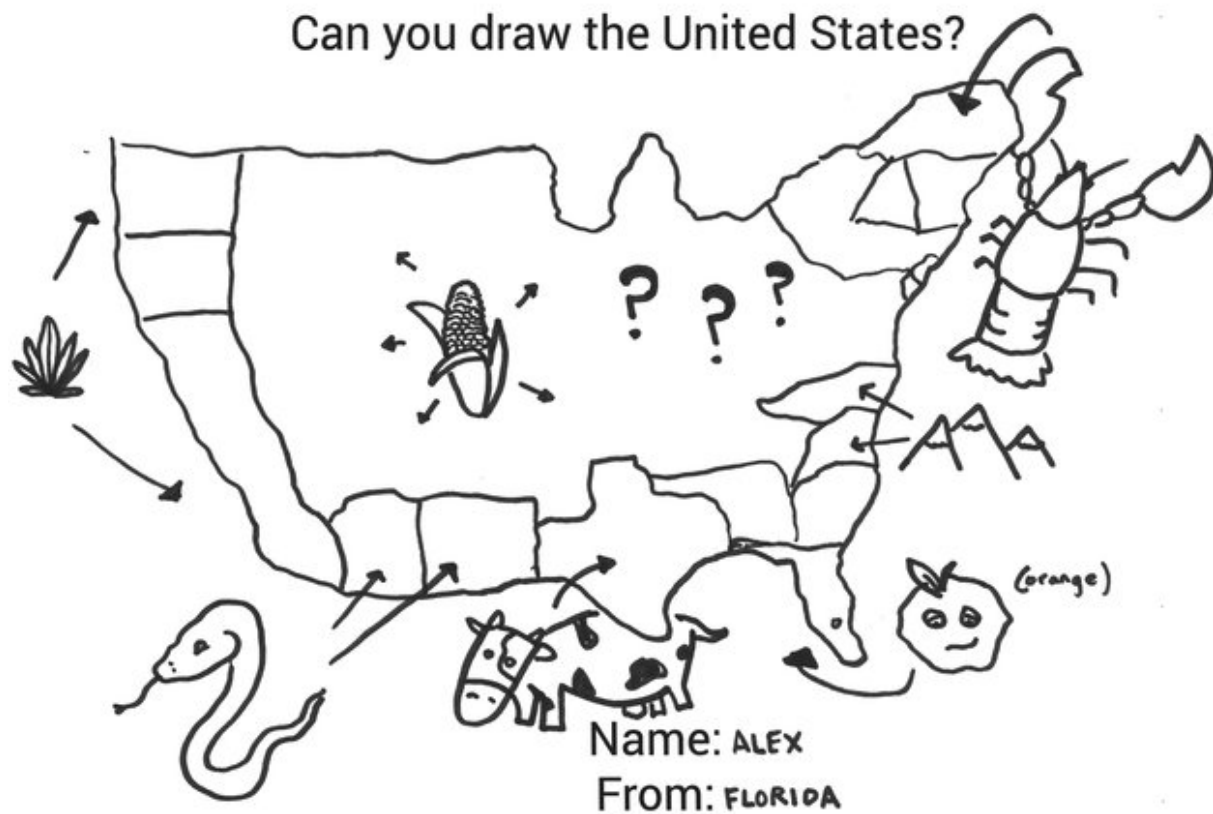 Can you draw the United States?
? ? ?
(orange)
Name: ALEX
From: FLORIDA